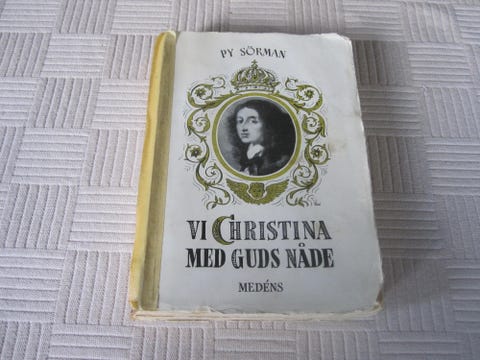 PY SÖRMAN
VI CHRISTINA
MED GUDS NÅDE
MEDÉNS